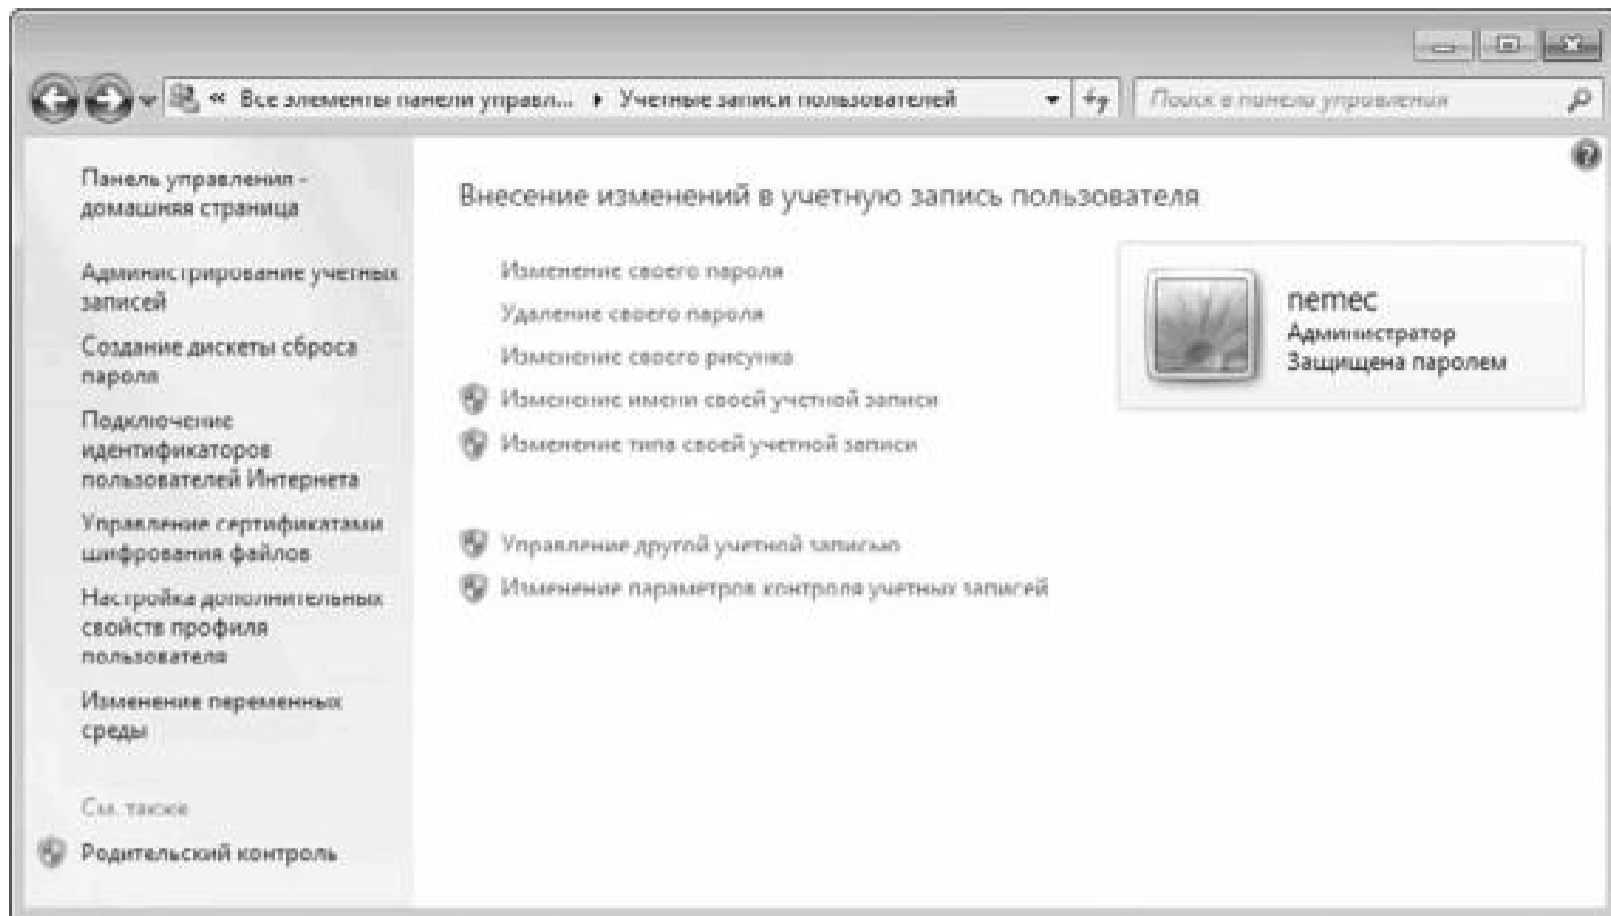 « Все элементы панели управл... ▸ Учетные записи пользователей
Поиск в панели управления
Панель управления -
домашняя страница
Администрирование учетных
записей
Создание дискеты сброса
пароля
Подключение
идентификаторов
пользователей Интернета
Управление сертификатами
шифрования файлов
Настройка дополнительных
свойств профиля
пользователя
Изменение переменных
среды
См. также
Родительский контроль
Внесение изменений в учетную запись пользователя
Изменение своего пароля
Удаление своего пароля
Изменение своего рисунка
Изменение имени своей учетной записи
Изменение типа своей учетной записи
Управление другой учетной записью
Изменение параметров контроля учетных записей
nemec
Администратор
Защищена паролем